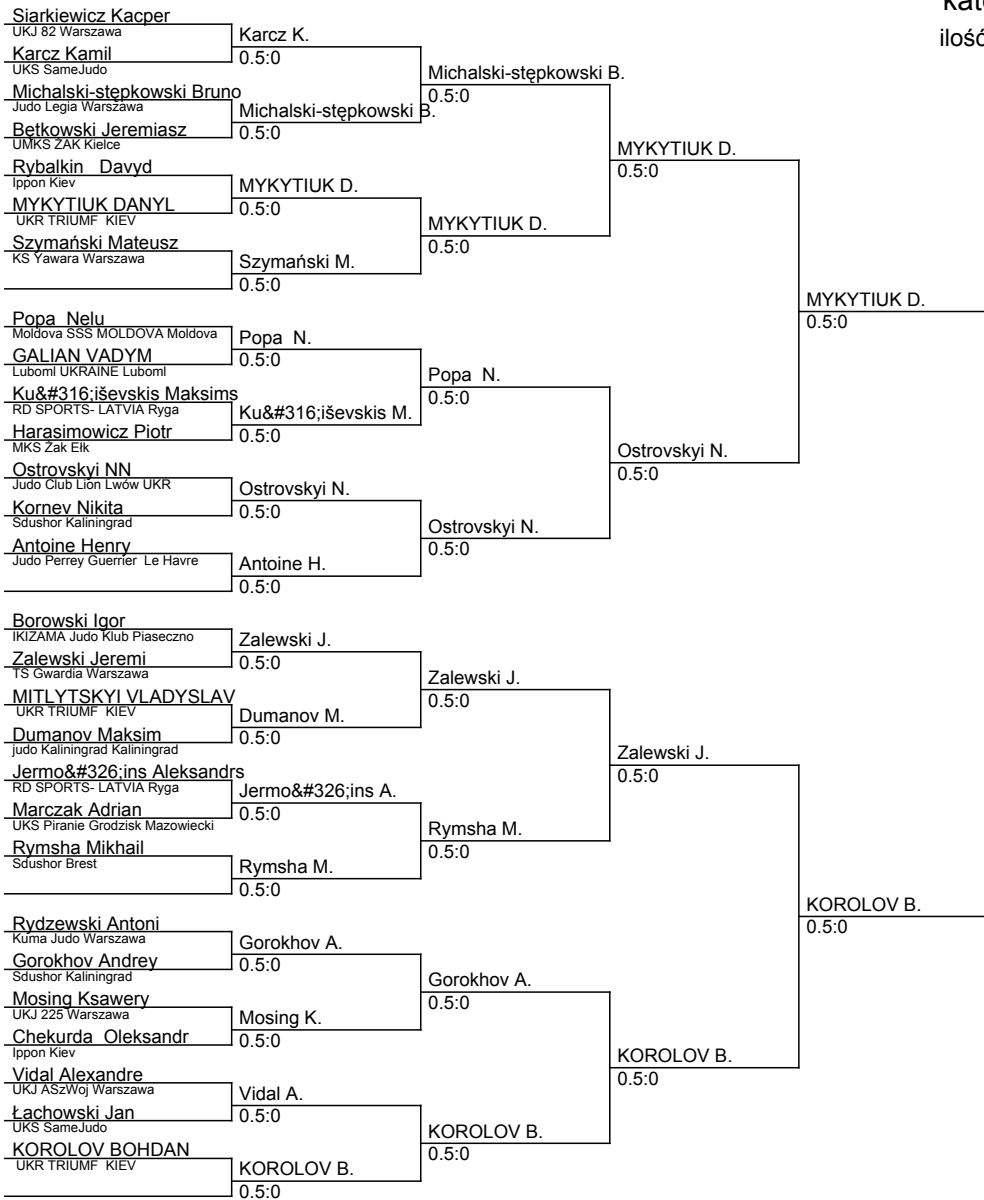 kate
ilość
Siarkiewicz Kacper
UKJ 82 Warszawa
Karcz Kamil
UKS SameJudo
Michalski-stępkowski Bruno
Judo Legia Warszawa
Bętkowski Jeremiasz
UMKS ŻAK Kielce
Rybalkin Davyd
Ippon Kiev
MYKYTIUK DANYL
UKR TRIUMF KIEV
Szymański Mateusz
KS Yawara Warszawa
Popa Nelu
Moldova SSS MOLDOVA Moldova
GALIAN VADYM
Luboml UKRAINE Luboml
Ku&#316;iševskis Maksims
RD SPORTS- LATVIA Ryga
Harasimowicz Piotr
MKS Żak Ełk
Ostrovskyi NN
Judo Club Lion Lwów UKR
Kornev Nikita
Sdushor Kaliningrad
Antoine Henry
Judo Perrey Guerrier Le Havre
Borowski Igor
IKIZAMA Judo Klub Piaseczno
Zalewski Jeremi
TS Gwardia Warszawa
MITLYTSKYI VLADYSLAV
UKR TRIUMF KIEV
Dumanov Maksim
judo Kaliningrad Kaliningrad
Jermo&#326;ins Aleksandrs
RD SPORTS- LATVIA Ryga
Marczak Adrian
UKS Piranie Grodzisk Mazowiecki
Rymsha Mikhail
Sdushor Brest
Rydzewski Antoni
Kuma Judo Warszawa
Gorokhov Andrey
Sdushor Kaliningrad
Mosing Ksawery
UKJ 225 Warszawa
Chekurda Oleksandr
Ippon Kiev
Vidal Alexandre
UKJ ASzWoj Warszawa
Łachowski Jan
UKS SameJudo
KOROLOV BOHDAN
UKR TRIUMF KIEV
Karcz K.
0.5:0
Michalski-stępkowski B.
0.5:0
MYKYTIUK D.
0.5:0
Szymański M.
0.5:0
Popa N.
0.5:0
Ku&#316;iševskis M.
0.5:0
Ostrovskyi N.
0.5:0
Antoine H.
0.5:0
Zalewski J.
0.5:0
Dumanov M.
0.5:0
Jermo&#326;ins A.
0.5:0
Rymsha M.
0.5:0
Gorokhov A.
0.5:0
Mosing K.
0.5:0
Vidal A.
0.5:0
KOROLOV B.
0.5:0
Michalski-stępkowski B.
0.5:0
MYKYTIUK D.
0.5:0
Popa N.
0.5:0
Ostrovskyi N.
0.5:0
Zalewski J.
0.5:0
Rymsha M.
0.5:0
Gorokhov A.
0.5:0
KOROLOV B.
0.5:0
MYKYTIUK D.
0.5:0
Ostrovskyi N.
0.5:0
Zalewski J.
0.5:0
KOROLOV B.
0.5:0
MYKYTIUK D.
0.5:0
KOROLOV B.
0.5:0